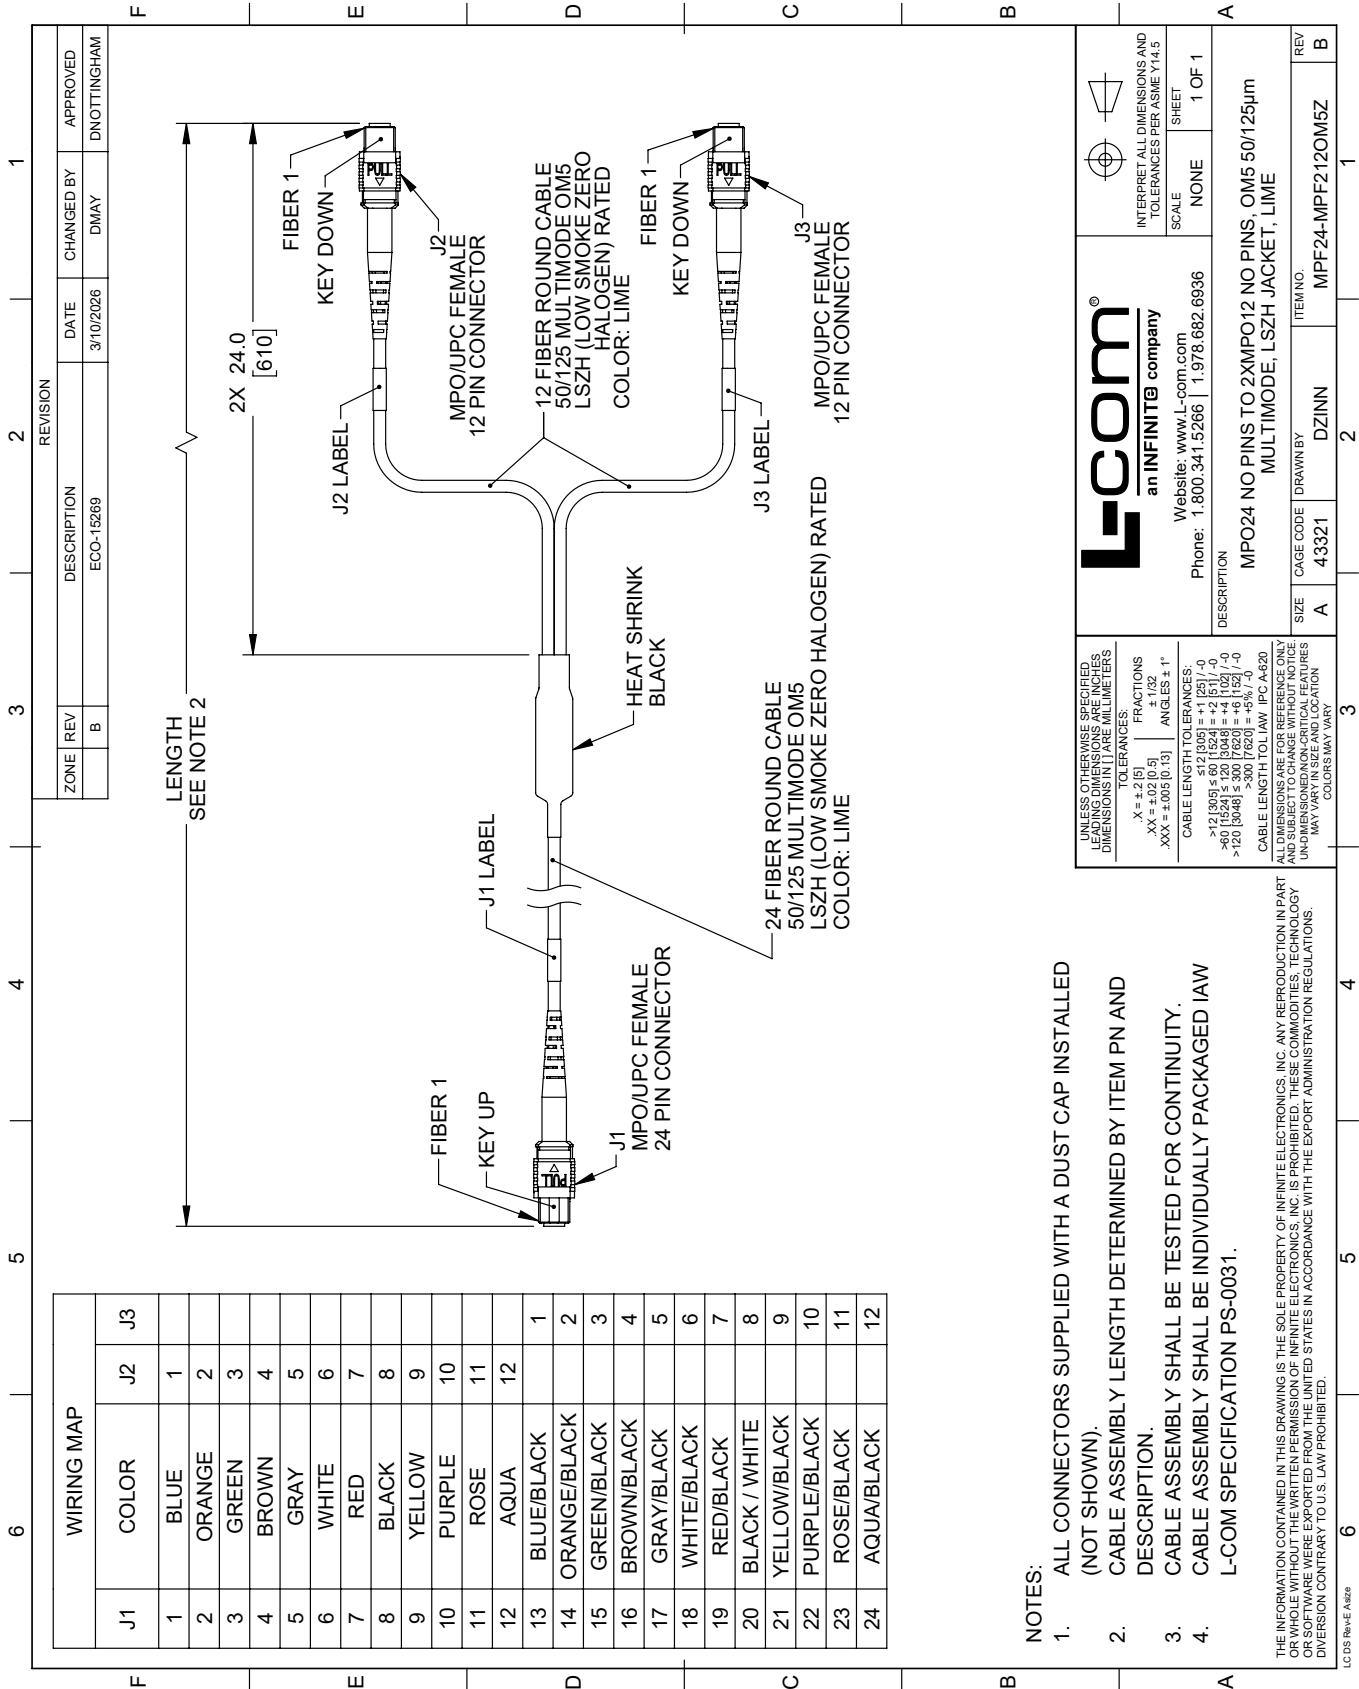 6
5
4
3
2
1
F
E
D
C
B
A
WIRING MAP
J1 COLOR J2 J3
1 BLUE 1
2 ORANGE 2
3 GREEN 3
4 BROWN 4
5 GRAY 5
6 WHITE 6
7 RED 7
8 BLACK 8
9 YELLOW 9
10 PURPLE 10
11 ROSE 11
12 AQUA 12
13 BLUE/BLACK 1
14 ORANGE/BLACK 2
15 GREEN/BLACK 3
16 BROWN/BLACK 4
17 GRAY/BLACK 5
18 WHITE/BLACK 6
19 RED/BLACK 7
20 BLACK / WHITE 8
21 YELLOW/BLACK 9
22 PURPLE/BLACK 10
23 ROSE/BLACK 11
24 AQUA/BLACK 12
REVISION
ZONE REV DESCRIPTION DATE CHANGED BY APPROVED
B ECO-15269 3/10/2026 DMAY DNOTTINGHAM
LENGTH
SEE NOTE 2
2X 24.0
[610]
FIBER 1
KEY UP
PULL
J1
MPO/UPC FEMALE
24 PIN CONNECTOR
J1 LABEL
HEAT SHRINK
BLACK
24 FIBER ROUND CABLE
50/125 MULTIMODE OM5
LSZH (LOW SMOKE ZERO HALOGEN) RATED
COLOR: LIME
J2 LABEL
FIBER 1
KEY DOWN
PULL
J2
MPO/UPC FEMALE
12 PIN CONNECTOR
12 FIBER ROUND CABLE
50/125 MULTIMODE OM5
LSZH (LOW SMOKE ZERO
HALOGEN) RATED
COLOR: LIME
J3 LABEL
FIBER 1
KEY DOWN
PULL
J3
MPO/UPC FEMALE
12 PIN CONNECTOR
NOTES:
1. ALL CONNECTORS SUPPLIED WITH A DUST CAP INSTALLED
(NOT SHOWN).
2. CABLE ASSEMBLY LENGTH DETERMINED BY ITEM PN AND
DESCRIPTION.
3. CABLE ASSEMBLY SHALL BE TESTED FOR CONTINUITY.
4. CABLE ASSEMBLY SHALL BE INDIVIDUALLY PACKAGED IAW
L-COM SPECIFICATION PS-0031.
THE INFORMATION CONTAINED IN THIS DRAWING IS THE SOLE PROPERTY OF INFINITE ELECTRONICS, INC. ANY REPRODUCTION IN PART
OR WHOLE WITHOUT THE WRITTEN PERMISSION OF INFINITE ELECTRONICS, INC. IS PROHIBITED. THESE COMMODITIES, TECHNOLOGY
OR SOFTWARE WERE EXPORTED FROM THE UNITED STATES IN ACCORDANCE WITH THE EXPORT ADMINISTRATION REGULATIONS.
DIVERSION CONTRARY TO U.S. LAW PROHIBITED.
UNLESS OTHERWISE SPECIFIED
LEADING DIMENSIONS ARE INCHES
DIMENSIONS IN [ ] ARE MILLIMETERS
TOLERANCES:
.X = ±.2 [5] FRACTIONS
.XX = ±.02 [0.5] ± 1/32
.XXX = ±.005 [0.13] ANGLES ± 1°
CABLE LENGTH TOLERANCES:
≤12 [305] = +1 [25] / -0
>12 [305] ≤ 60 [1524] = +2 [51] / -0
>60 [1524] ≤ 120 [3048] = +4 [102] / -0
>120 [3048] ≤ 300 [7620] = +6 [152] / -0
>300 [7620] = +5% / -0
CABLE LENGTH TOL IAW IPC A-620
ALL DIMENSIONS ARE FOR REFERENCE ONLY
AND SUBJECT TO CHANGE WITHOUT NOTICE.
UN-DIMENSIONED/NON-CRITICAL FEATURES
MAY VARY IN SIZE AND LOCATION
COLORS MAY VARY
L-com®
an INFINITE company
Website: www.L-com.com
Phone: 1.800.341.5266 | 1.978.682.6936
INTERPRET ALL DIMENSIONS AND
TOLERANCES PER ASME Y14.5
SCALE NONE
SHEET 1 OF 1
DESCRIPTION
MPO24 NO PINS TO 2XMPO12 NO PINS, OM5 50/125µm
MULTIMODE, LSZH JACKET, LIME
SIZE A
CAGE CODE 43321
DRAWN BY DZINN
ITEM NO. MPF24-MPF212OM5Z
REV B
LC DS Rev-E Asize
6
5
4
3
2
1
F
E
D
C
B
A